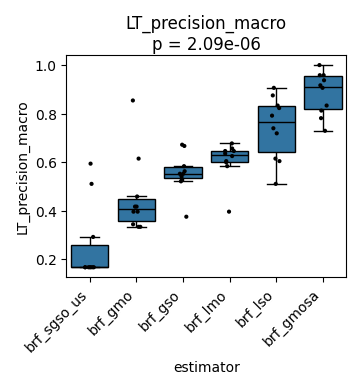 LT_precision_macro
p = 2.09e-06
LT_precision_macro
1.0
0.8
0.6
0.4
0.2
brf_sgso_us
brf_gmo
brf_gso
brf_lmo
brf_lso
brf_gmosa
estimator